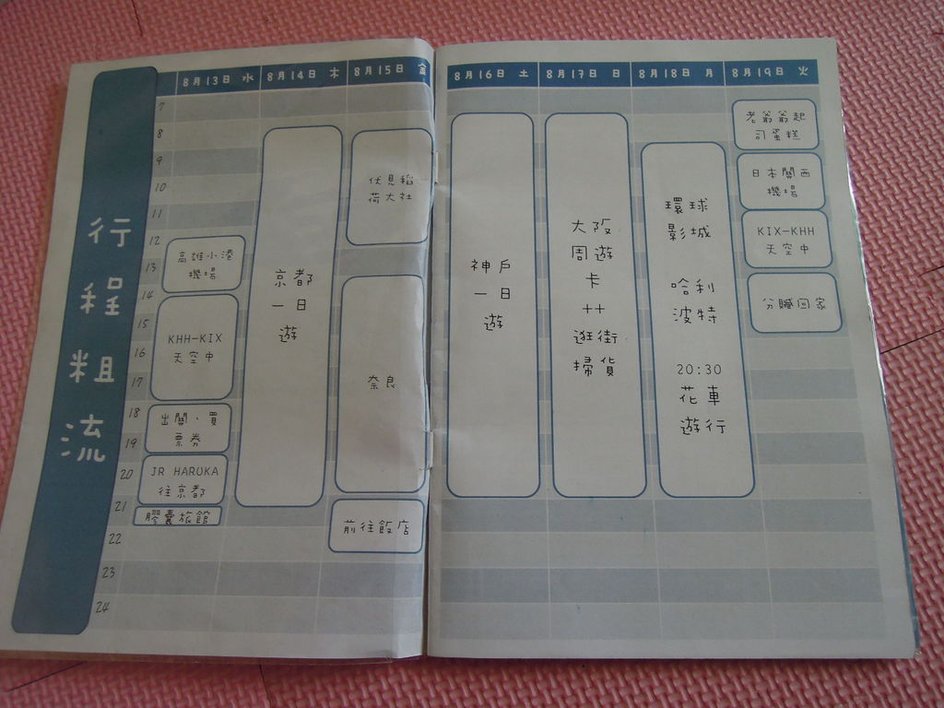 行程粗流
8月13日 水
8月14日 木
8月15日 金
8月16日 土
8月17日 日
8月18日 月
8月19日 火
7
8
9
10
11
12
13
14
15
16
17
18
19
20
21
22
23
24
高雄小港
機場
KHH-KIX
天空中
出關、買
票券
JR HARUKA
往京都
膠囊旅館
京都
一日
遊
伏見稻
荷大社
奈良
前往飯店
神戶
一日
遊
大阪
周遊
卡
++
逛街
掃貨
環球
影城
哈利
波特
20:30
花車
遊行
老爺爺起
司蛋糕
日本關西
機場
KIX-KHH
天空中
分贓回家